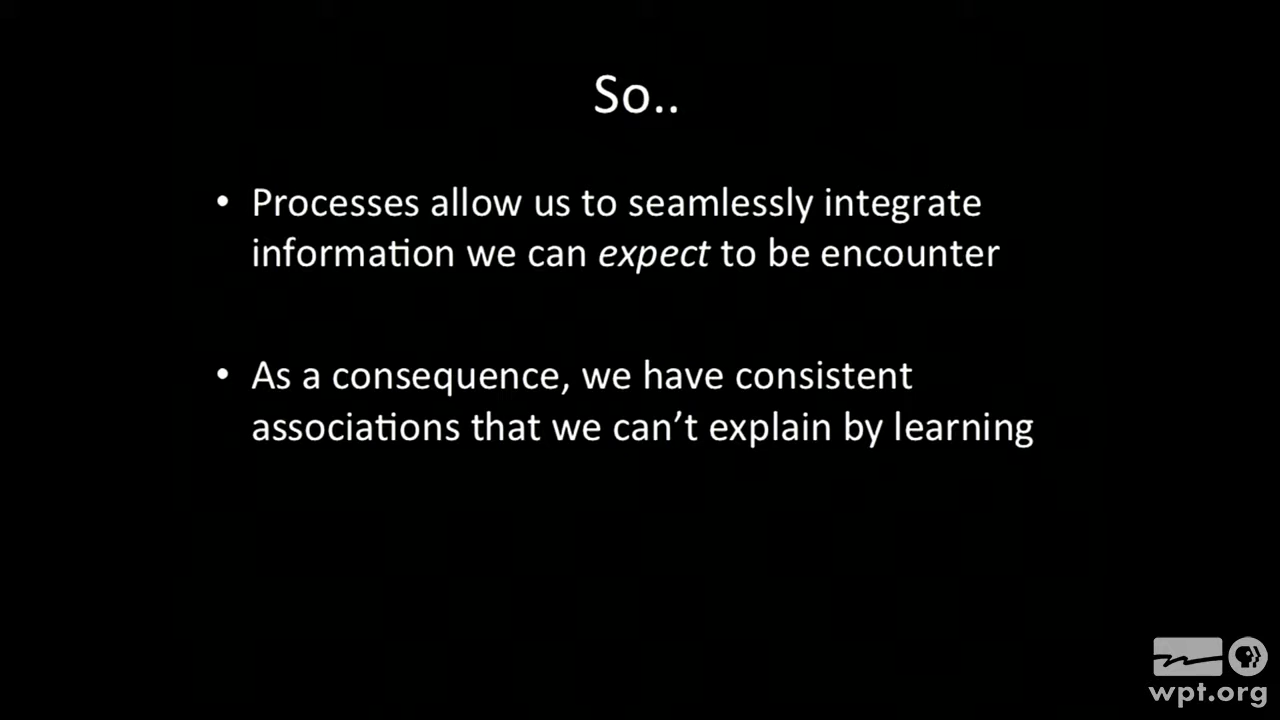 So..
• Processes allow us to seamlessly integrate
information we can expect to be encounter
• As a consequence, we have consistent
associations that we can’t explain by learning
wpt.org